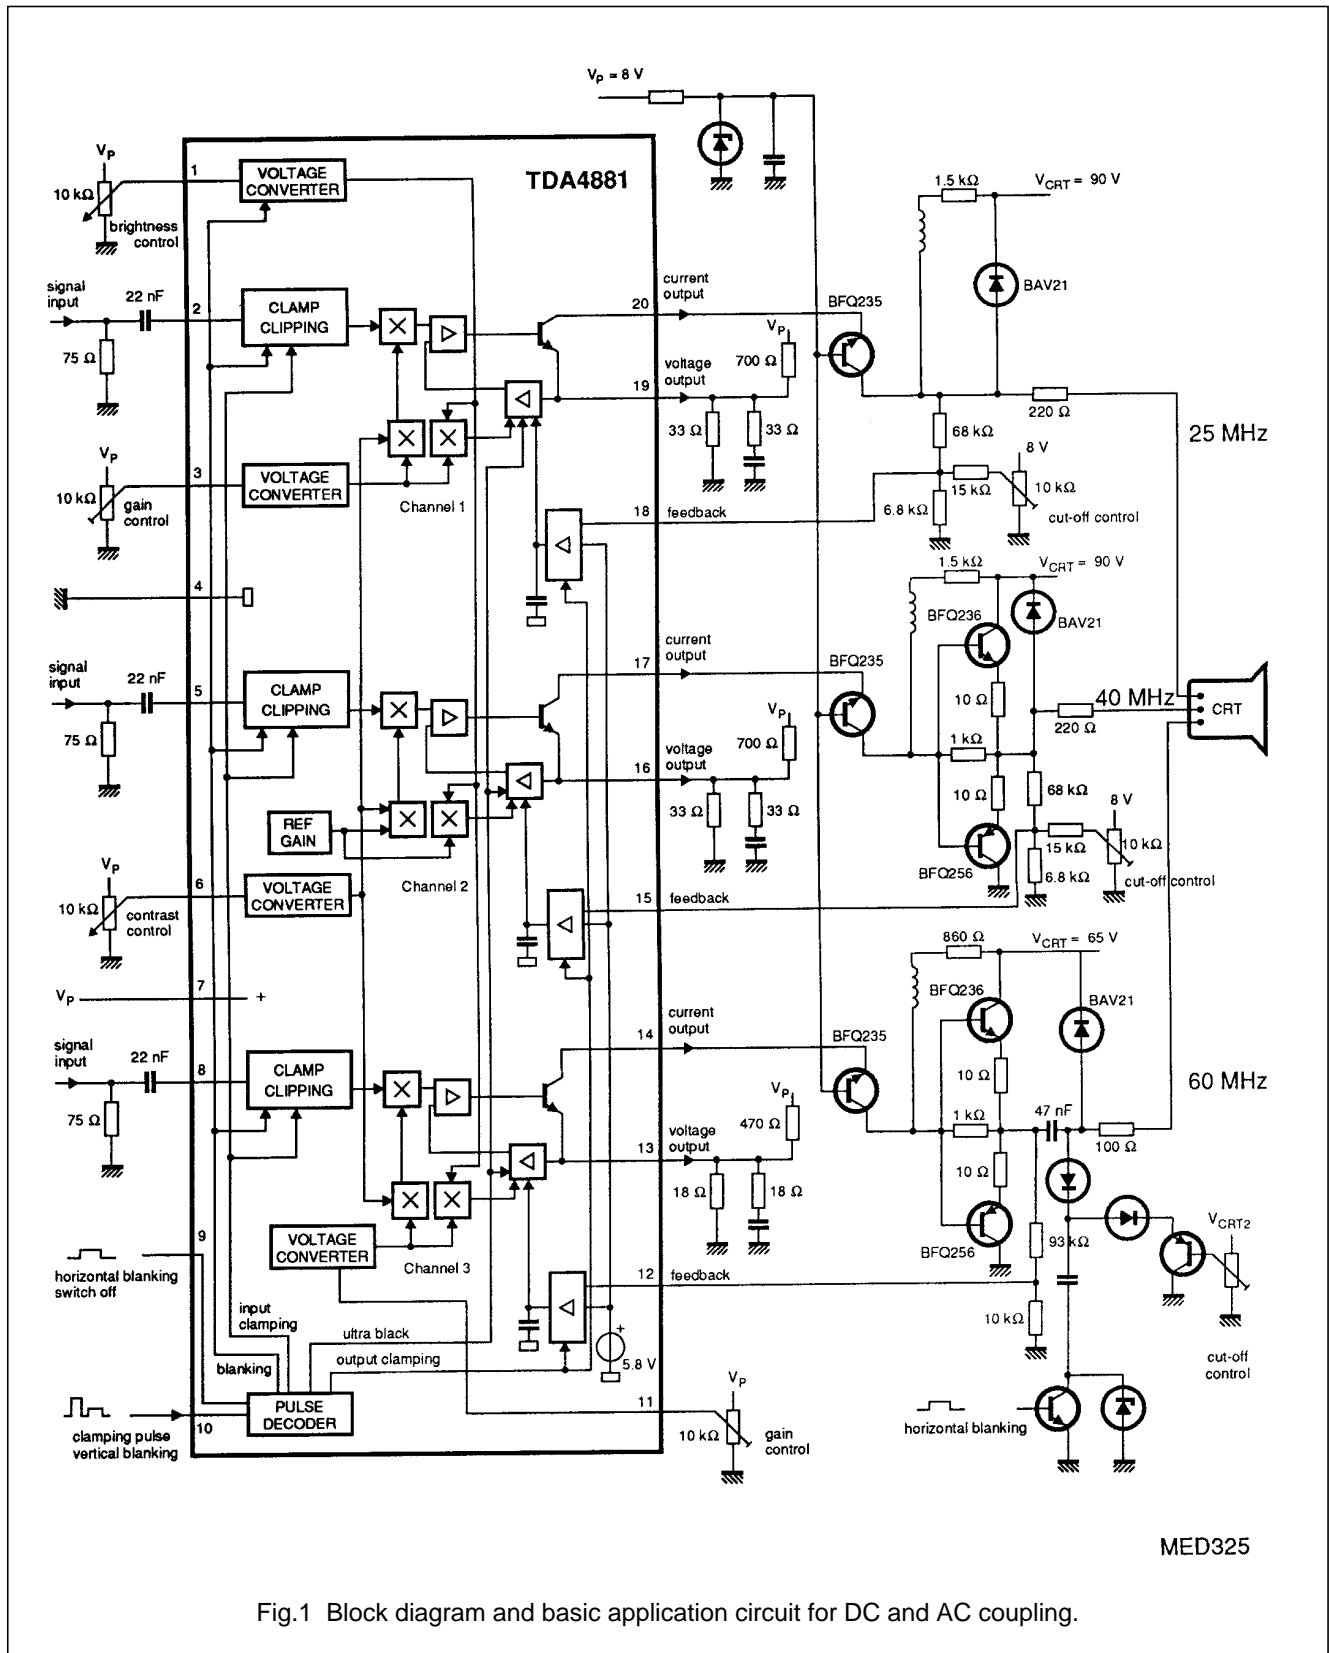 VP = 8 V
TDA4881
VP
10 kΩ
brightness
control
1
VOLTAGE
CONVERTER
1.5 kΩ
VCRT = 90 V
BAV21
signal
input
22 nF
75 Ω
2
CLAMP
CLIPPING
current
output
20
BFQ235
VP
700 Ω
voltage
output
19
33 Ω
33 Ω
220 Ω
25 MHz
68 kΩ
8 V
15 kΩ
10 kΩ
6.8 kΩ
cut-off control
VP
10 kΩ
gain
control
3
VOLTAGE
CONVERTER
Channel 1
18
feedback
4
1.5 kΩ
VCRT = 90 V
BFQ236
BAV21
signal
input
22 nF
75 Ω
5
CLAMP
CLIPPING
current
output
17
BFQ235
10 Ω
40 MHz
CRT
220 Ω
VP
700 Ω
voltage
output
16
33 Ω
33 Ω
1 kΩ
10 Ω
68 kΩ
8 V
15 kΩ
10 kΩ
BFQ256
6.8 kΩ
cut-off control
REF
GAIN
Channel 2
VP
10 kΩ
contrast
control
6
VOLTAGE
CONVERTER
15
feedback
VP
7
+
860 Ω
VCRT = 65 V
BFQ236
BAV21
signal
input
22 nF
75 Ω
8
CLAMP
CLIPPING
current
output
14
BFQ235
10 Ω
60 MHz
VP
470 Ω
voltage
output
13
18 Ω
18 Ω
1 kΩ
47 nF
100 Ω
10 Ω
BFQ256
93 kΩ
VCRT2
9
horizontal blanking
switch off
VOLTAGE
CONVERTER
Channel 3
12
feedback
10 kΩ
cut-off
control
input
clamping
ultra black
blanking
output clamping
+
5.8 V
PULSE
DECODER
10
clamping pulse
vertical blanking
11
VP
10 kΩ
gain
control
horizontal blanking
MED325
Fig.1 Block diagram and basic application circuit for DC and AC coupling.